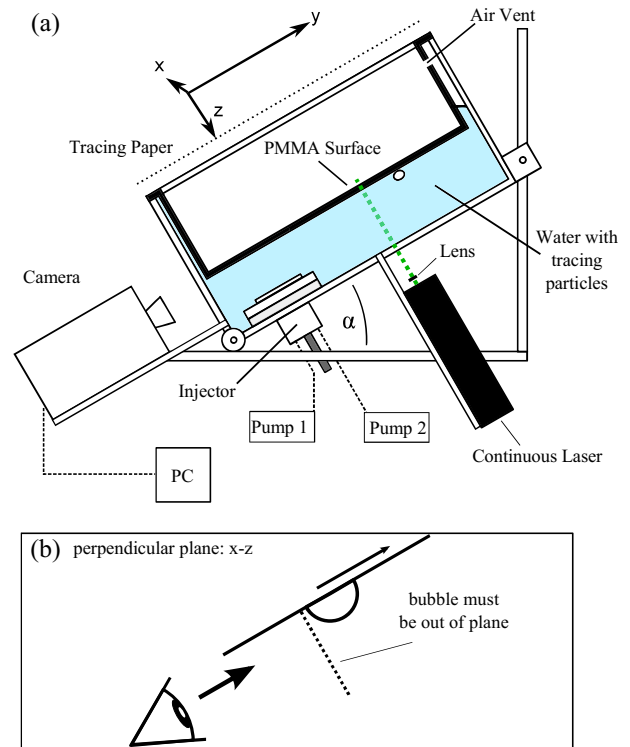 (a)
Air Vent
y
x
z
Tracing Paper
PMMA Surface
Camera
Lens
Water with
tracing
particles
α
Injector
Pump 1
Pump 2
Continuous Laser
PC
(b) perpendicular plane: x-z
bubble must
be out of plane